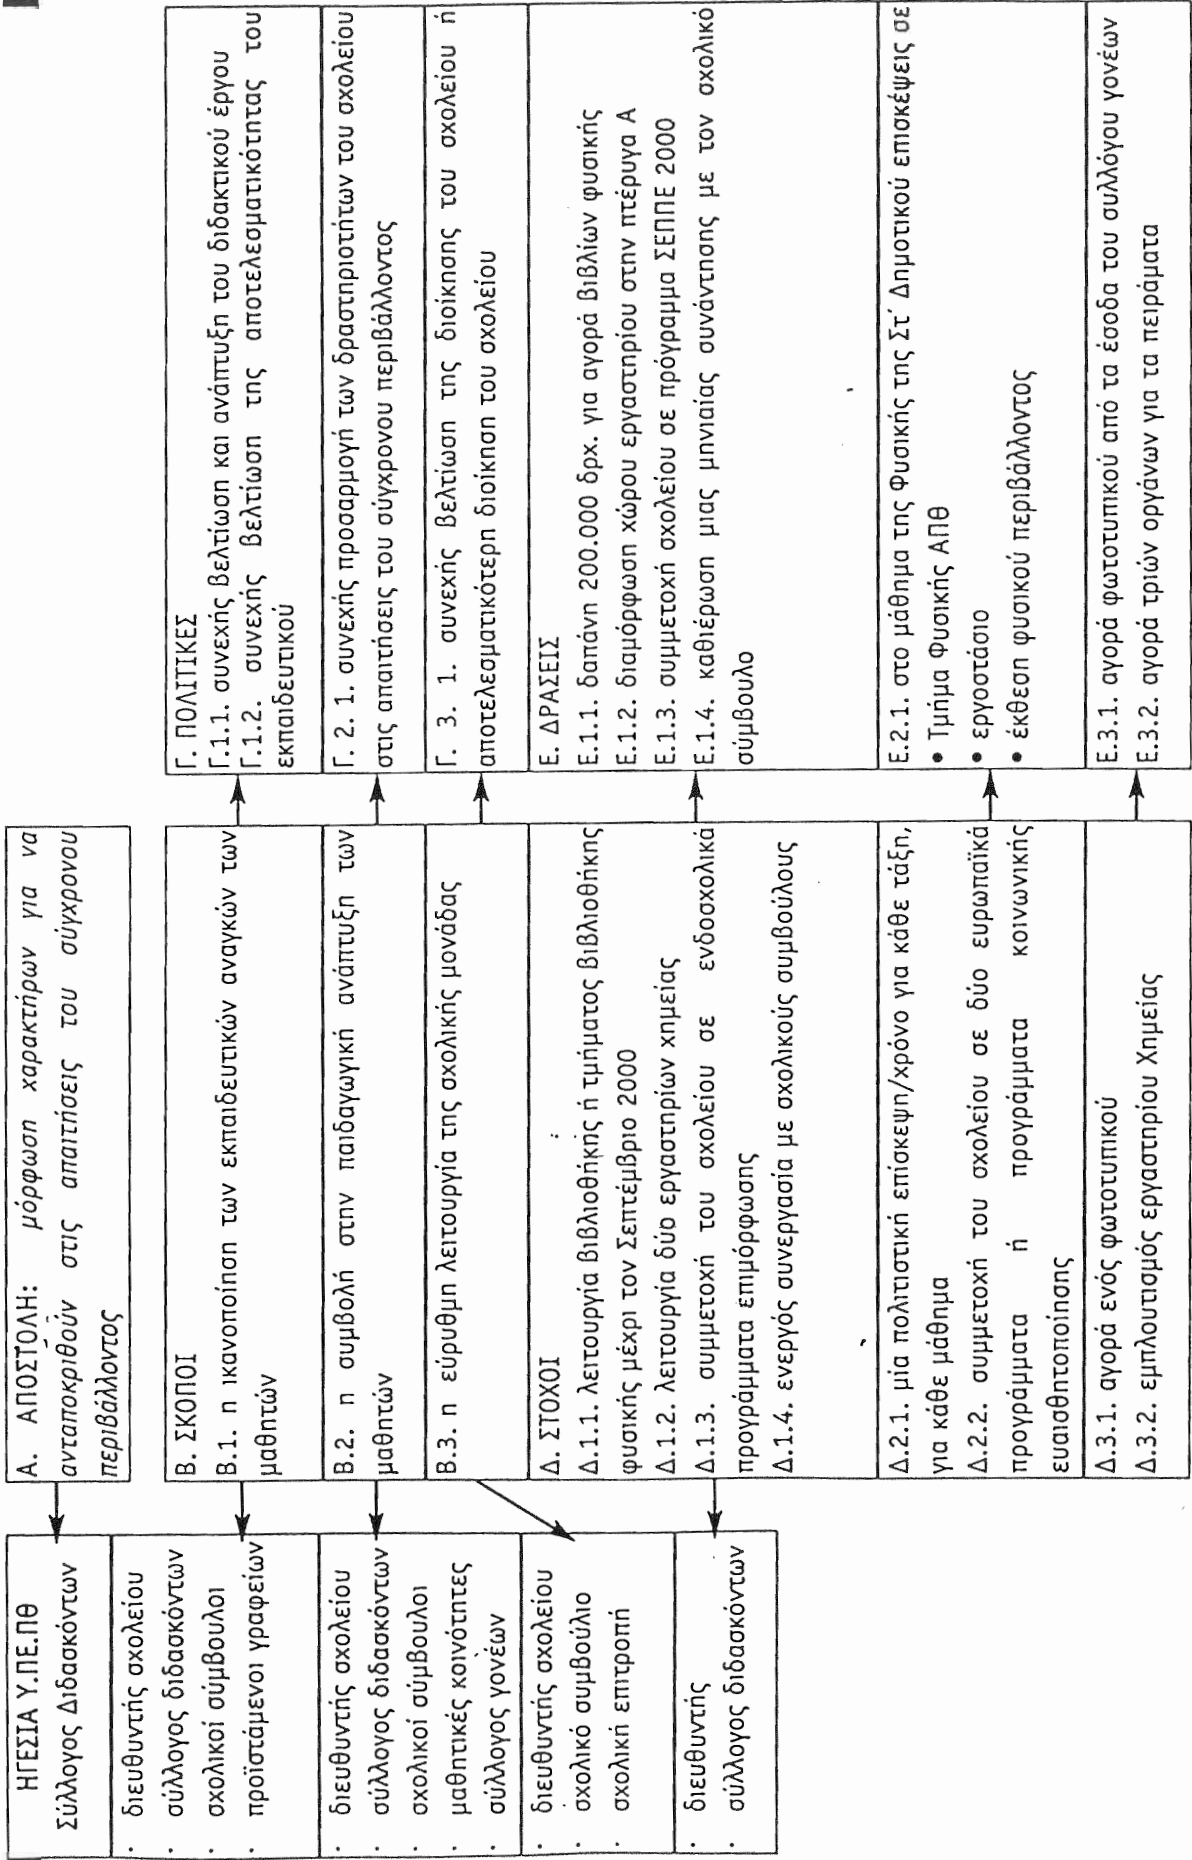 ΗΓΕΣΙΑ Υ.ΠΕ.ΠΘ
Σύλλογος Διδασκόντων
· διευθυντής σχολείου
· σύλλογος διδασκόντων
· σχολικοί σύμβουλοι
· προϊστάμενοι γραφείων
· διευθυντής σχολείου
· σύλλογος διδασκόντων
· σχολικοί σύμβουλοι
· μαθητικές κοινότητες
· σύλλογος γονέων
· διευθυντής σχολείου
· σχολικό συμβούλιο
· σχολική επιτροπή
· διευθυντής
· σύλλογος διδασκόντων
Α. ΑΠΟΣΤΟΛΗ: μόρφωση χαρακτήρων για να
ανταποκριθούν στις απαιτήσεις του σύγχρονου
περιβάλλοντος
Β. ΣΚΟΠΟΙ
Β.1. η ικανοποίηση των εκπαιδευτικών αναγκών των
μαθητών
Β.2. η συμβολή στην παιδαγωγική ανάπτυξη των
μαθητών
Β.3. η εύρυθμη λειτουργία της σχολικής μονάδας
Δ. ΣΤΟΧΟΙ
Δ.1.1. λειτουργία βιβλιοθήκής ή τμήματος βιβλιοθήκης
φυσικής μέχρι τον Σεπτέμβριο 2000
Δ.1.2. λειτουργία δύο εργαστηρίων χημείας
Δ.1.3. συμμετοχή του σχολείου σε ενδοσχολικά
προγράμματα επιμόρφωσης
Δ.1.4. ενεργός συνεργασία με σχολικούς συμβούλους
Δ.2.1. μία πολιτιστική επίσκεψη/χρόνο για κάθε τάξη,
για κάθε μάθημα
Δ.2.2. συμμετοχή του σχολείου σε δύο ευρωπαϊκά
προγράμματα ή προγράμματα κοινωνικής
ευαισθητοποίησης
Δ.3.1. αγορά ενός φωτοτυπικού
Δ.3.2. εμπλουτισμός εργαστηρίου Χημείας
Γ. ΠΟΛΙΤΙΚΕΣ
Γ.1.1. συνεχής βελτίωση και ανάπτυξη του διδακτικού έργου
Γ.1.2. συνεχής βελτίωση της αποτελεσματικότητας του
εκπαιδευτικού
Γ. 2. 1. συνεχής προσαρμογή των δραστηριοτήτων του σχολείου
στις απαιτήσεις του σύγχρονου περιβάλλοντος
Γ. 3. 1. συνεχής βελτίωση της διοίκησης του σχολείου ή
αποτελεσματικότερη διοίκηση του σχολείου
Ε. ΔΡΑΣΕΙΣ
Ε.1.1. δαπάνη 200.000 δρχ. για αγορά βιβλίων φυσικής
Ε.1.2. διαμόρφωση χώρου εργαστηρίου στην πτέρυγα Α
Ε.1.3. συμμετοχή σχολείου σε πρόγραμμα ΣΕΠΠΕ 2000
Ε.1.4. καθιέρωση μιας μηνιαίας συνάντησης με τον σχολικό
σύμβουλο
Ε.2.1. στο μάθημα της Φυσικής της Στ΄ Δημοτικού επισκέψεις σε
• Τμήμα Φυσικής ΑΠΘ
• εργοστάσιο
• έκθεση φυσικού περιβάλλοντος
Ε.3.1. αγορά φωτοτυπικού από τα έσοδα του συλλόγου γονέων
Ε.3.2. αγορά τριών οργάνων για τα πειράματα